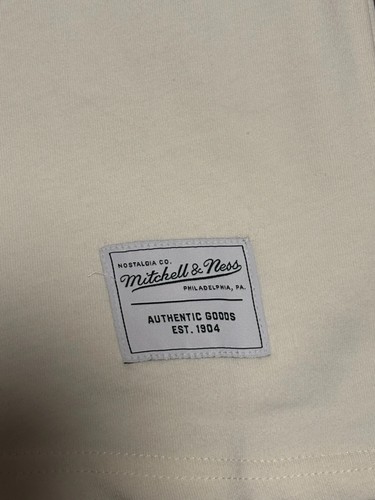 NOSTALGIA CO.
Mitchell & Ness
PHILADELPHIA, PA.
AUTHENTIC GOODS
EST. 1904